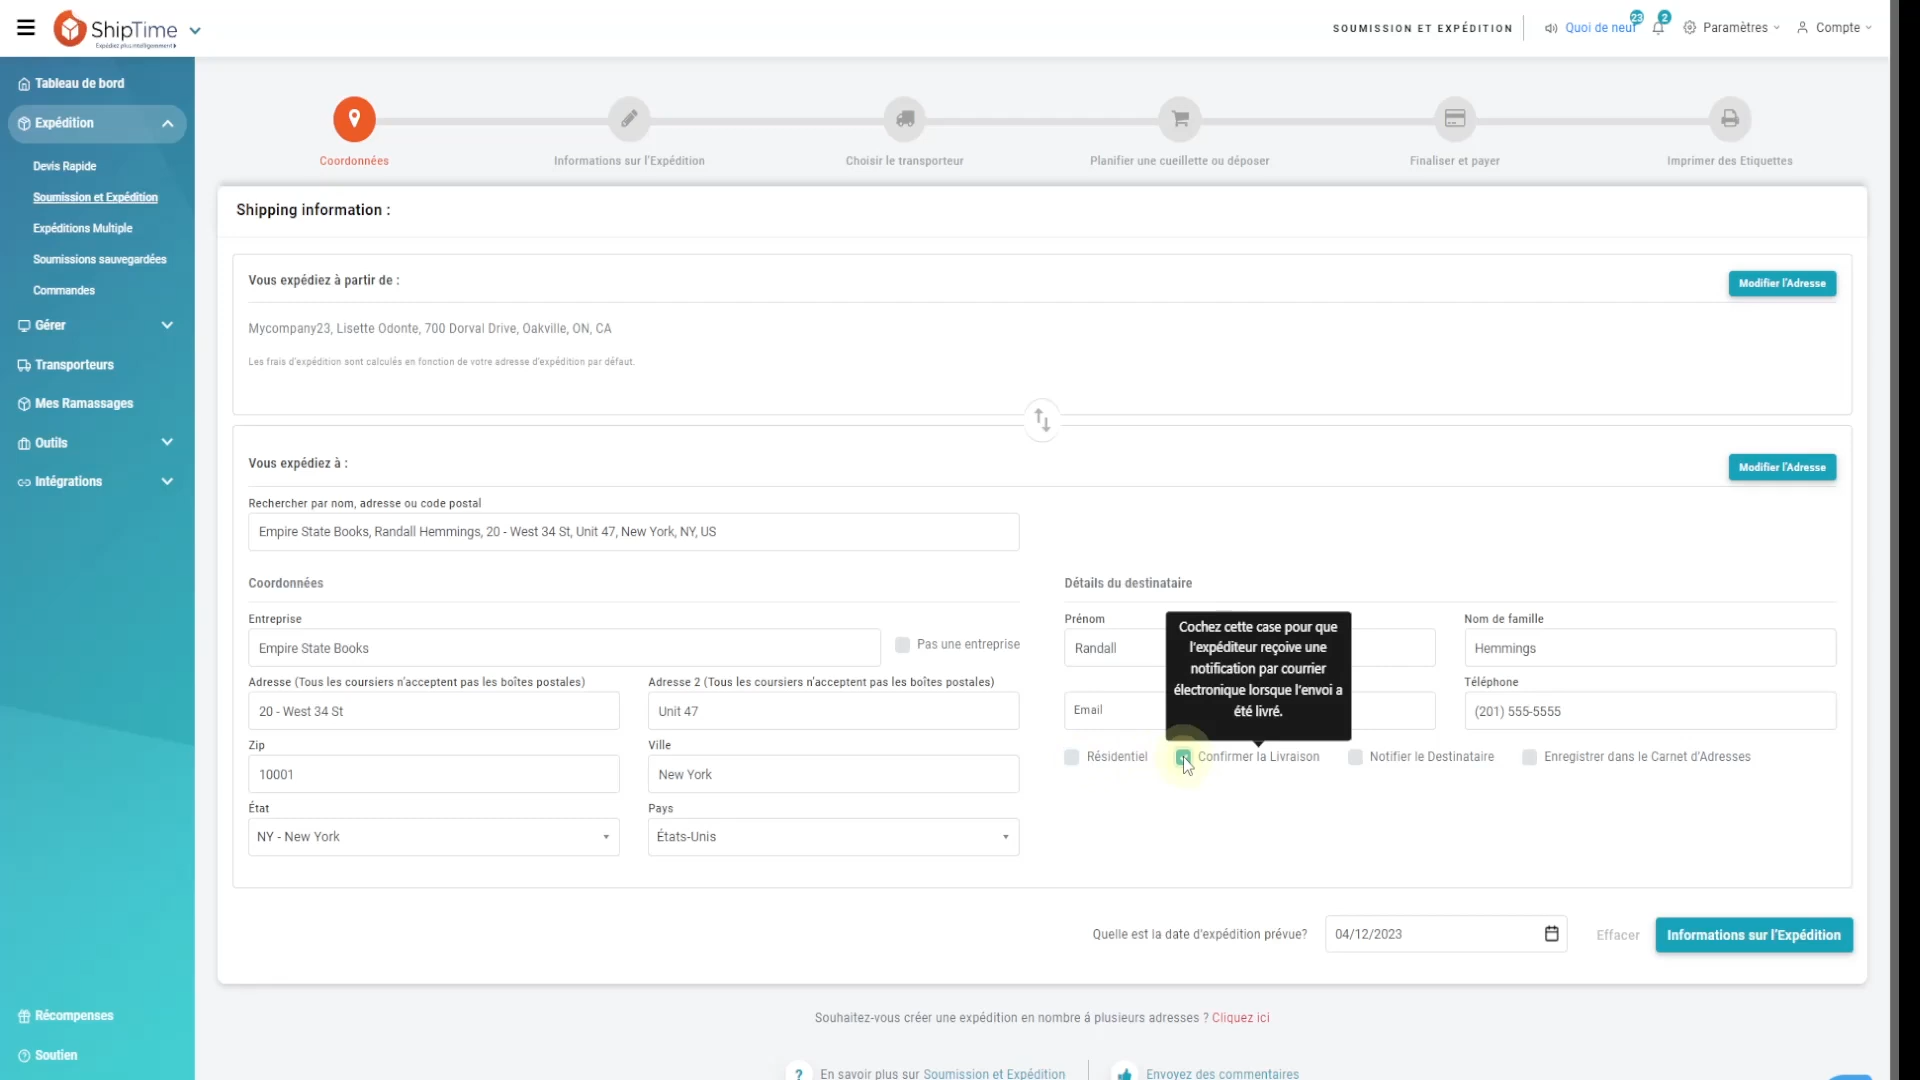 ShipTime
Expédiez plus intelligemment
SOUMISSION ET EXPÉDITION
Quoi de neuf
23
2
Paramètres
Compte
Tableau de bord
Expédition
Devis Rapide
Soumission et Expédition
Expéditions Multiple
Soumissions sauvegardées
Commandes
Gérer
Transporteurs
Mes Ramassages
Outils
Intégrations
Récompenses
Soutien
Coordonnées
Informations sur l'Expédition
Choisir le transporteur
Planifier une cueillette ou déposer
Finaliser et payer
Imprimer des Etiquettes
Shipping information :
Vous expédiez à partir de :
Modifier l'Adresse
Mycompany23, Lisette Odonte, 700 Dorval Drive, Oakville, ON, CA
Les frais d'expédition sont calculés en fonction de votre adresse d'expédition par défaut.
Vous expédiez à :
Modifier l'Adresse
Rechercher par nom, adresse ou code postal
Empire State Books, Randall Hemmings, 20 - West 34 St, Unit 47, New York, NY, US
Coordonnées
Entreprise
Empire State Books
Pas une entreprise
Adresse (Tous les coursiers n'acceptent pas les boîtes postales)
20 - West 34 St
Adresse 2 (Tous les coursiers n'acceptent pas les boîtes postales)
Unit 47
Zip
10001
Ville
New York
État
NY - New York
Pays
États-Unis
Détails du destinataire
Prénom
Randall
Nom de famille
Hemmings
Email
Téléphone
(201) 555-5555
Cochez cette case pour que
l'expéditeur reçoive une
notification par courrier
électronique lorsque l'envoi a
été livré.
Résidentiel
Confirmer la Livraison
Notifier le Destinataire
Enregistrer dans le Carnet d'Adresses
Quelle est la date d'expédition prévue?
04/12/2023
Effacer
Informations sur l'Expédition
Souhaitez-vous créer une expédition en nombre á plusieurs adresses ? Cliquez ici
? En savoir plus sur Soumission et Expédition
Envoyez des commentaires